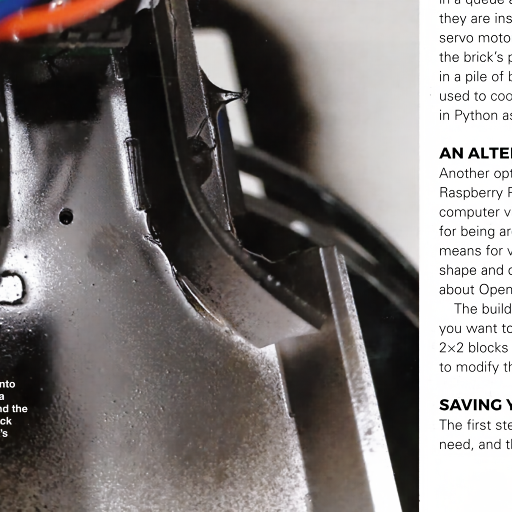 nto
a
nd the
ck
's
in a queue a
they are ins
servo moto
the brick's p
in a pile of b
used to coo
in Python as
AN ALTE
Another opt
Raspberry P
computer v
for being ar
means for v
shape and c
about Open
The build
you want to
2×2 blocks
to modify th
SAVING Y
The first ste
need, and th